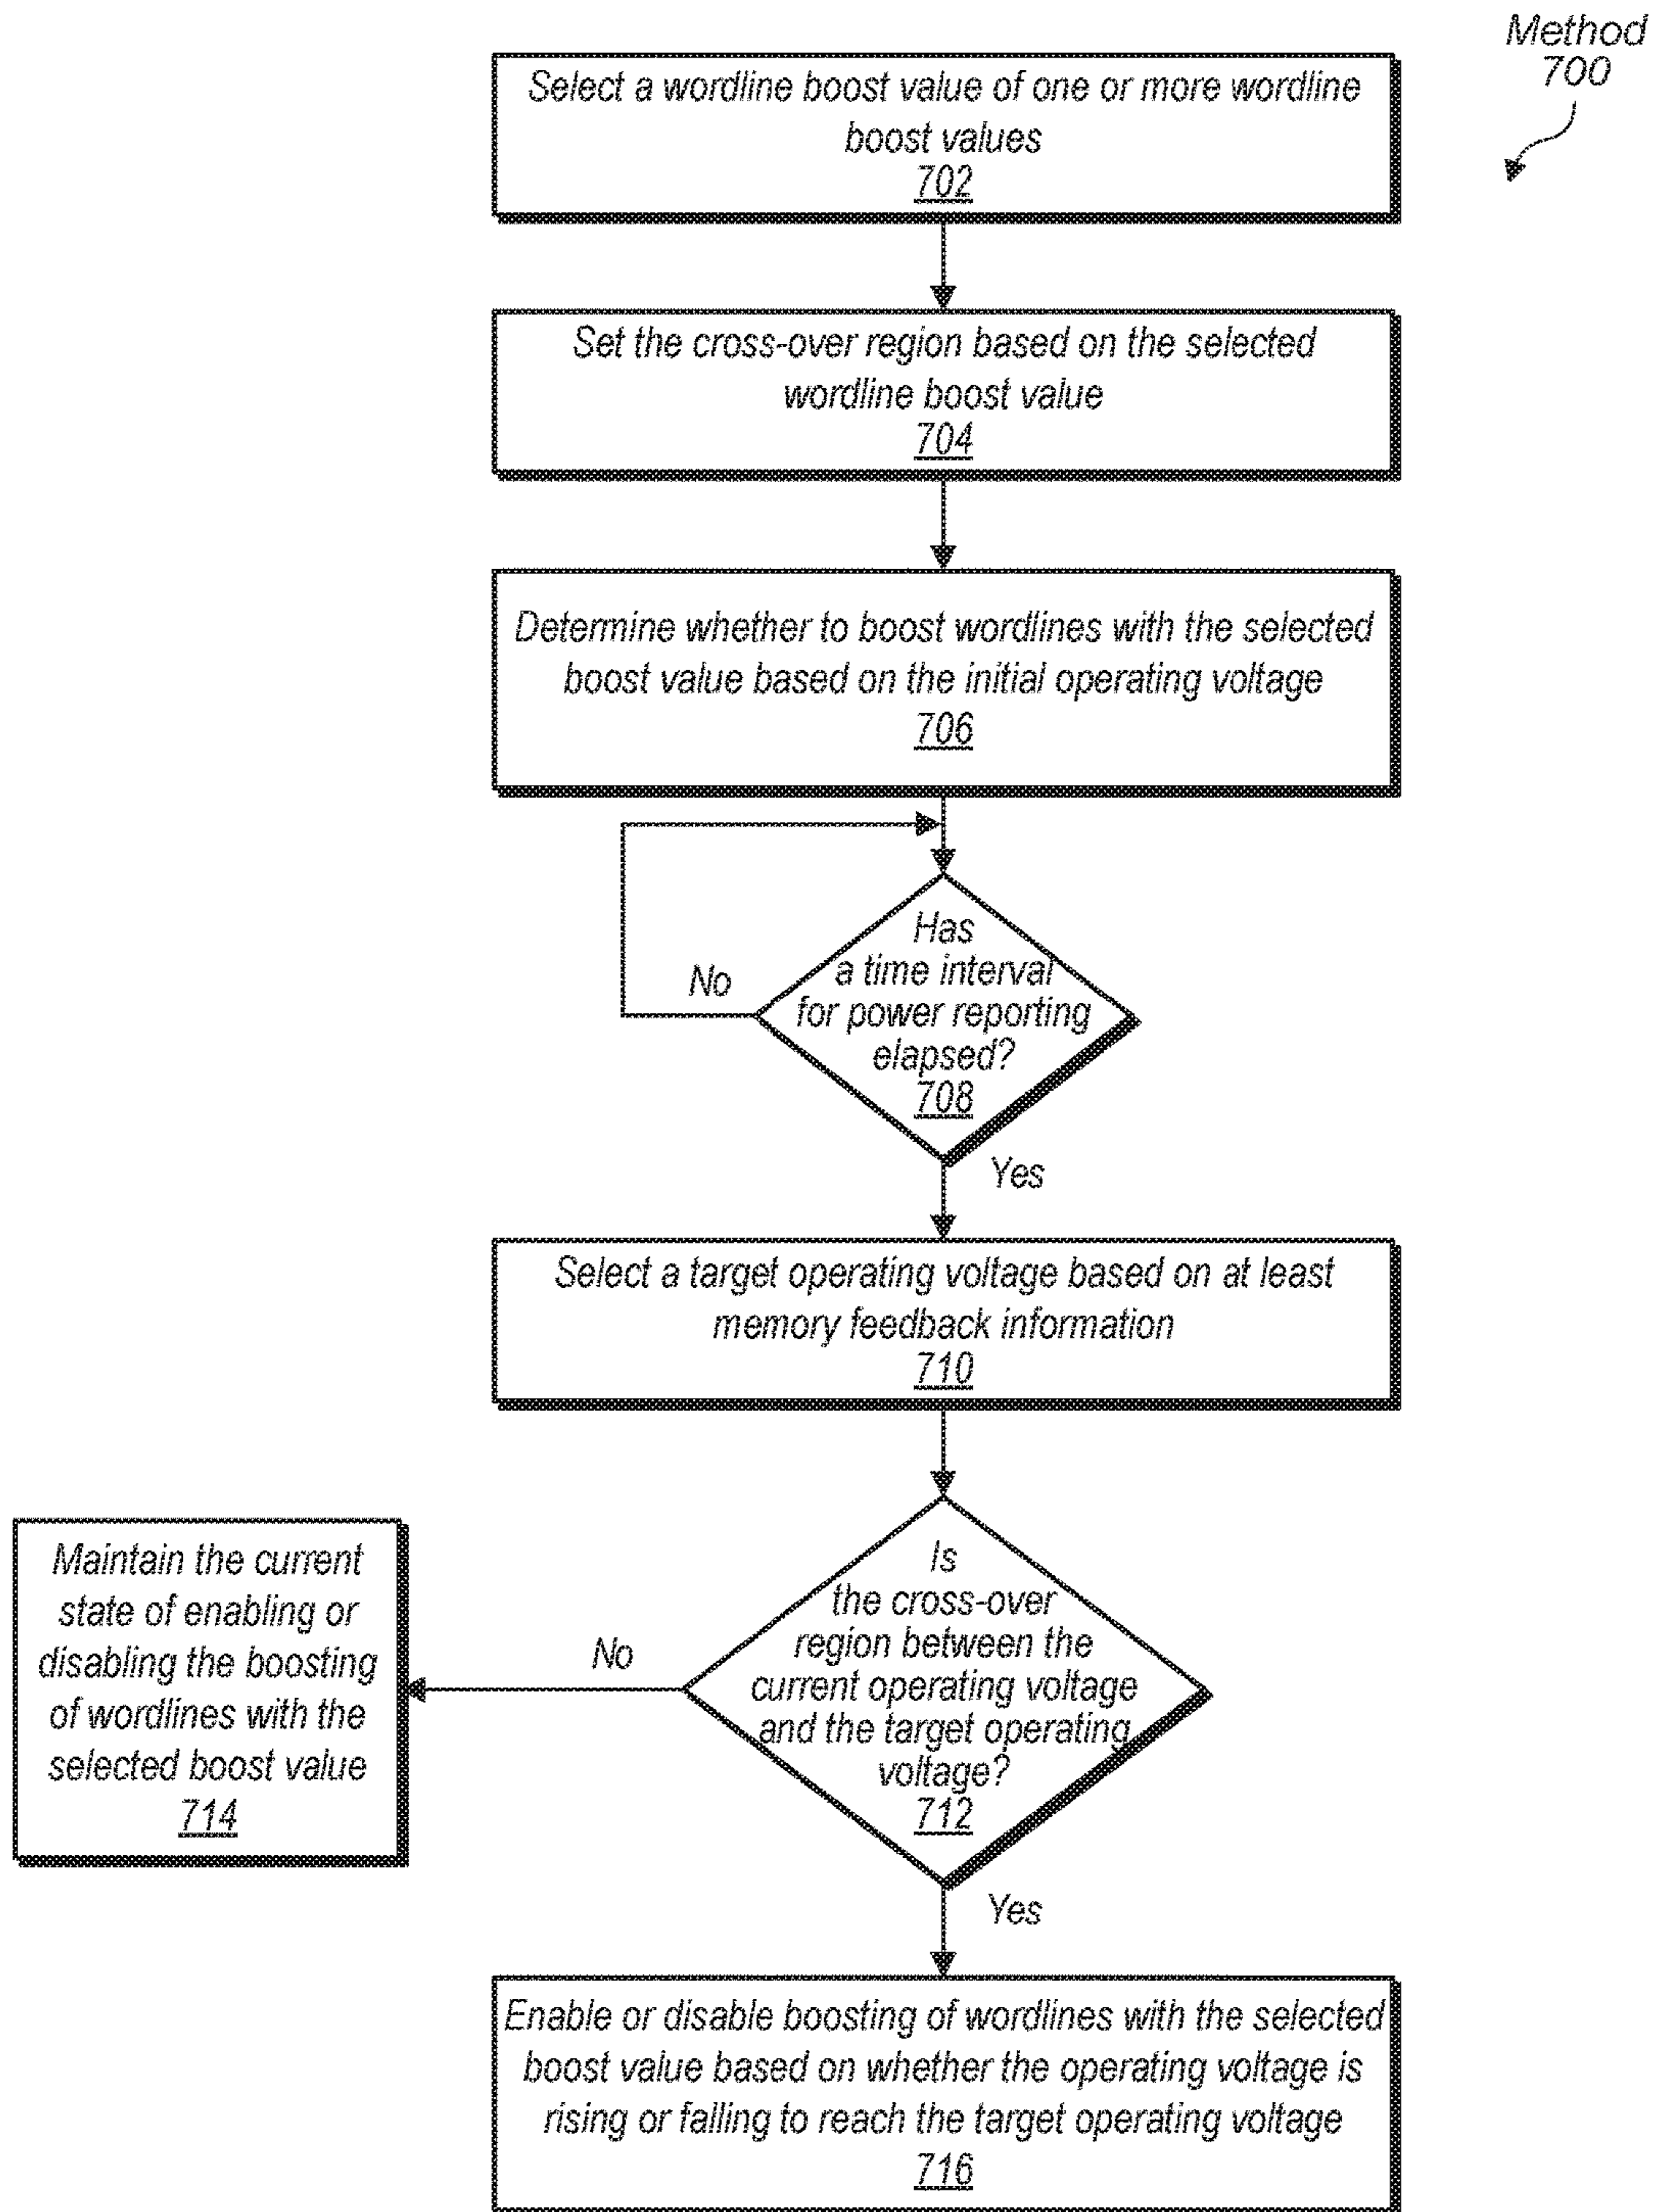 Method
700
Select a wordline boost value of one or more wordline
boost values
702
Set the cross-over region based on the selected
wordline boost value
704
Determine whether to boost wordlines with the selected
boost value based on the initial operating voltage
706
Has
a time interval
for power reporting
elapsed?
708
No
Yes
Select a target operating voltage based on at least
memory feedback information
710
Is
the cross-over
region between the
current operating voltage
and the target operating
voltage?
712
No
Maintain the current
state of enabling or
disabling the boosting
of wordlines with the
selected boost value
714
Yes
Enable or disable boosting of wordlines with the selected
boost value based on whether the operating voltage is
rising or falling to reach the target operating voltage
716